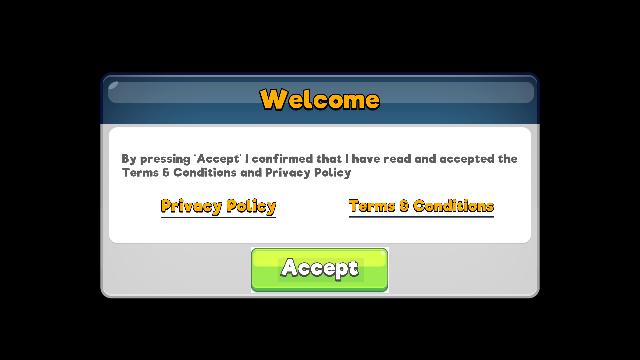 Welcome
By pressing 'Accept' I confirmed that I have read and accepted the
Terms & Conditions and Privacy Policy
Privacy Policy
Terms & Conditions
Accept